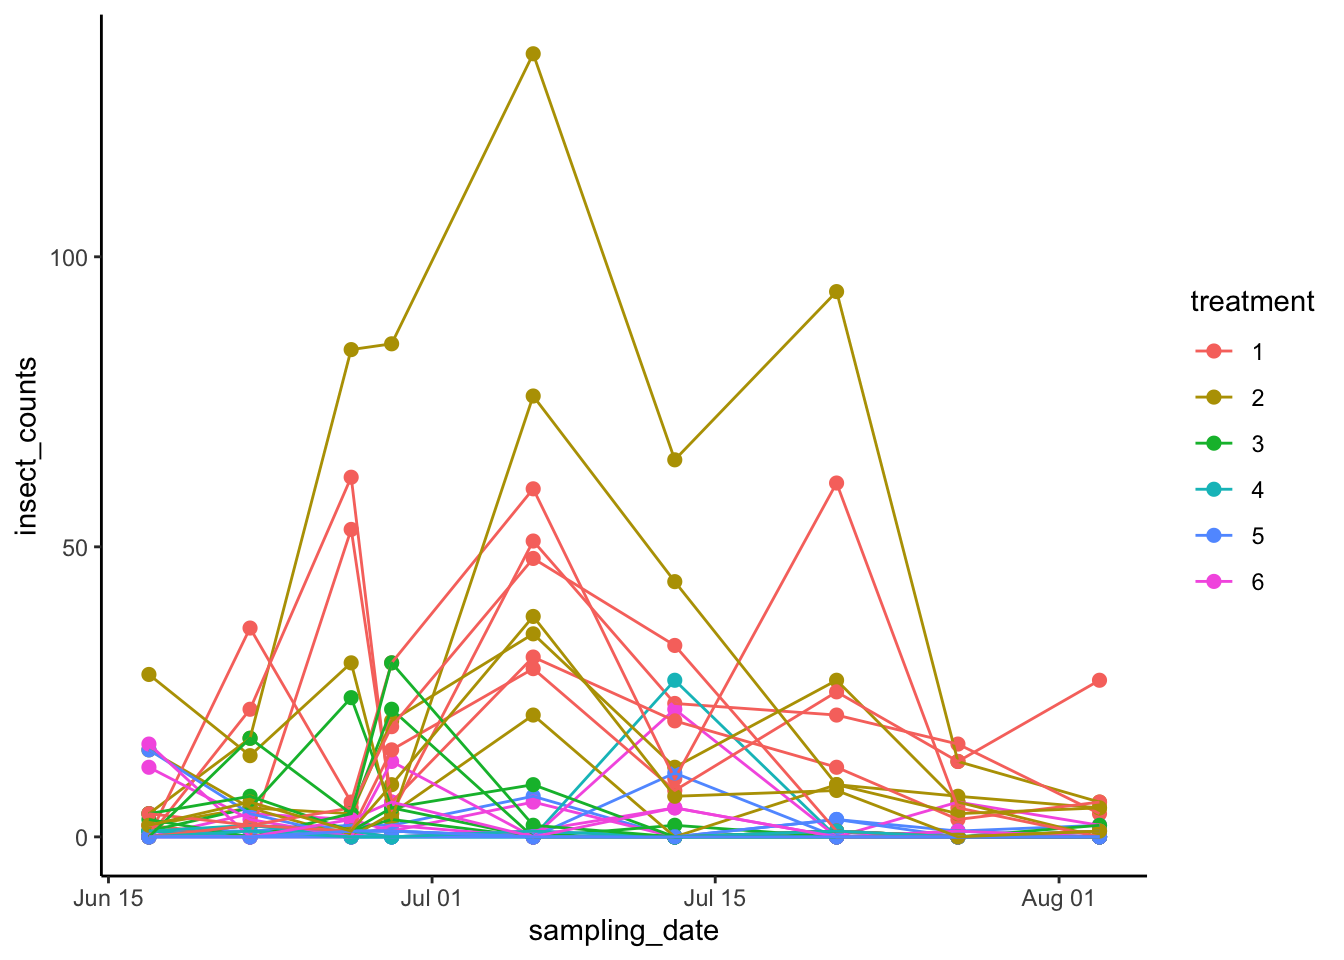 100
50
0
insect_counts
Jun 15
Jul 01
Jul 15
Aug 01
sampling_date
treatment
1
2
3
4
5
6